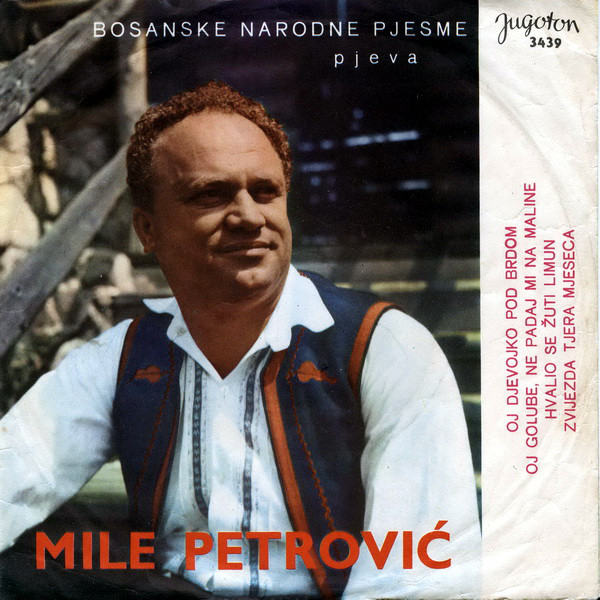 BOSANSKE NARODNE PJESME
pjeva
Jugoton
3439
OJ DJEVOJKO POD BRDOM
OJ GOLUBE, NE PADAJ MI NA MALINE
HVALIO SE ŽUTI LIMUN
ZVIJEZDA TJERA MJESECA
MILE PETROVIĆ